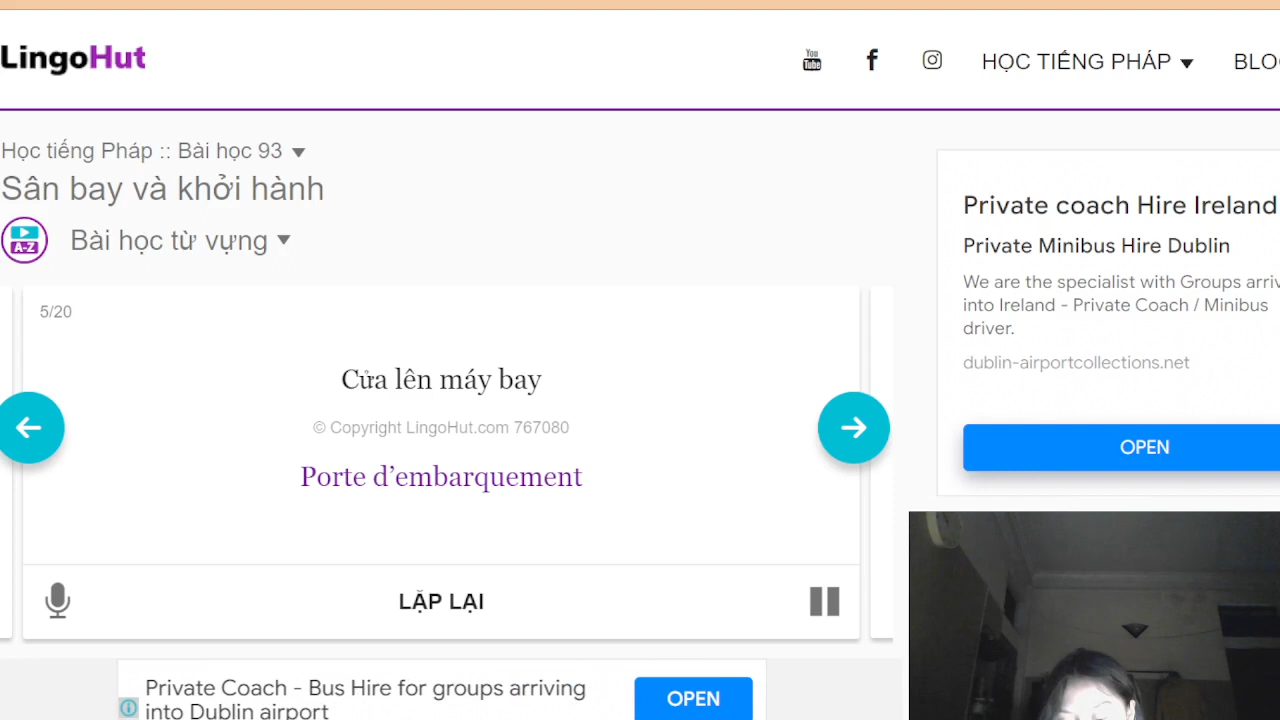 LingoHut
You
Tube
HỌC TIẾNG PHÁP
Học tiếng Pháp :: Bài học 93
Sân bay và khởi hành
A-Z
Bài học từ vựng
5/20
Cửa lên máy bay
© Copyright LingoHut.com 767080
Porte d’embarquement
LẶP LẠI
Private coach Hire Ireland
Private Minibus Hire Dublin
We are the specialist with Groups
into Ireland - Private Coach / Minibus
driver.
dublin-airportcollections.net
OPEN
Private Coach - Bus Hire for groups arriving
into Dublin airport
OPEN